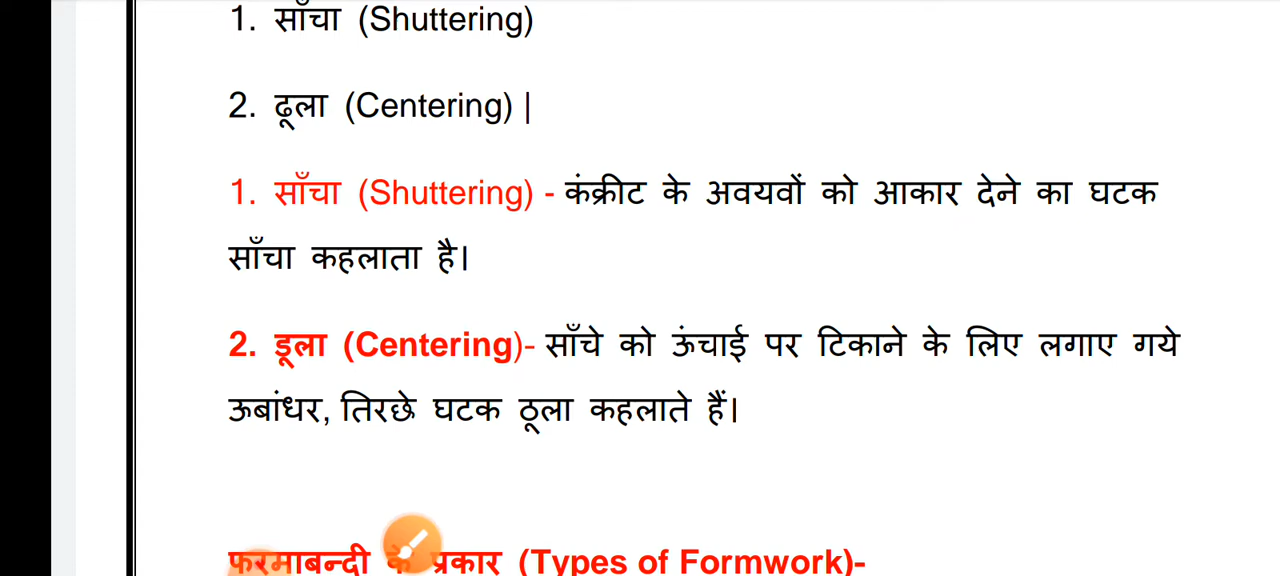 1. साँचा (Shuttering)
2. ढूला (Centering) |
1. साँचा (Shuttering) - कंक्रीट के अवयवों को आकार देने का घटक
साँचा कहलाता है।
2. डूला (Centering)- साँचे को ऊंचाई पर टिकाने के लिए लगाए गये
ऊबांधर, तिरछे घटक ठूला कहलाते हैं।
फरमाबन्दी के प्रकार (Types of Formwork)-